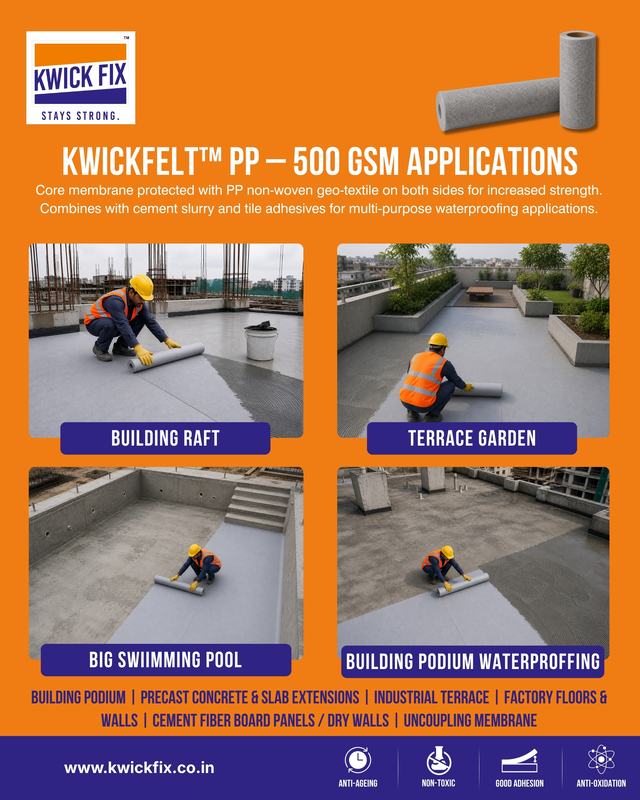 TM
KWICK FIX
STAYS STRONG.
KWICKFELT™ PP – 500 GSM APPLICATIONS
Core membrane protected with PP non-woven geo-textile on both sides for increased strength.
Combines with cement slurry and tile adhesives for multi-purpose waterproofing applications.
BUILDING RAFT
TERRACE GARDEN
BIG SWIIMMING POOL
BUILDING PODIUM WATERPROFFING
BUILDING PODIUM | PRECAST CONCRETE & SLAB EXTENSIONS | INDUSTRIAL TERRACE | FACTORY FLOORS &
WALLS | CEMENT FIBER BOARD PANELS / DRY WALLS | UNCOUPLING MEMBRANE
www.kwickfix.co.in
ANTI-AGEING
NON-TOXIC
GOOD ADHESION
ANTI-OXIDATION